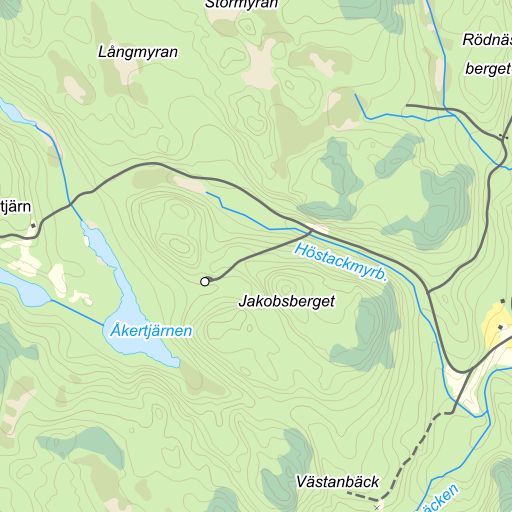 Stormyran
Långmyran
Rödnäs
berget
tjärn
Höstackmyrb.
Jakobsberget
Åkertjärnen
Västanbäck
äcken